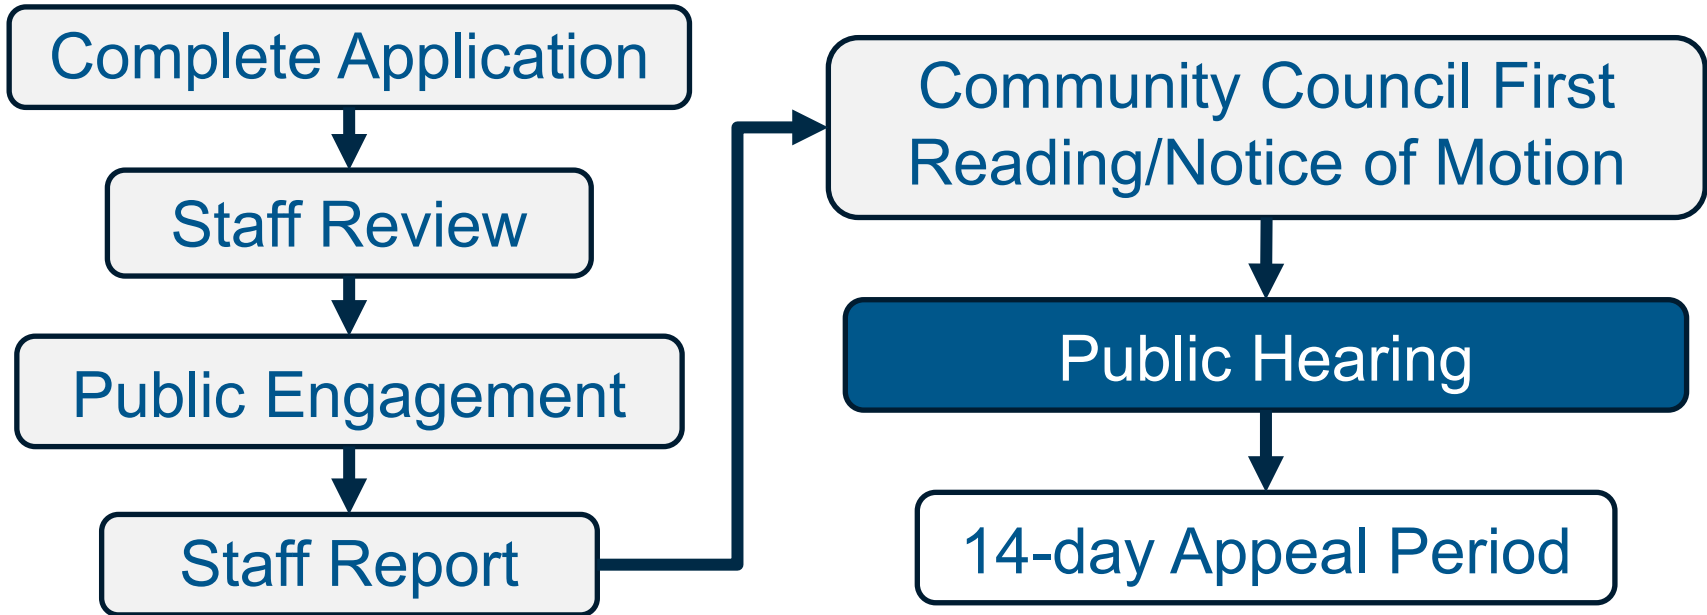 Complete Application
Staff Review
Public Engagement
Staff Report
Community Council First
Reading/Notice of Motion
Public Hearing
14-day Appeal Period